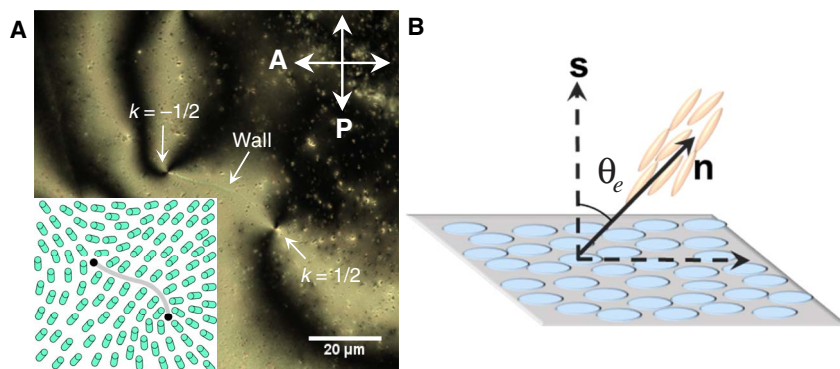 A
A
P
k = –1/2
Wall
k = 1/2
20 µm
B
s
n
θe